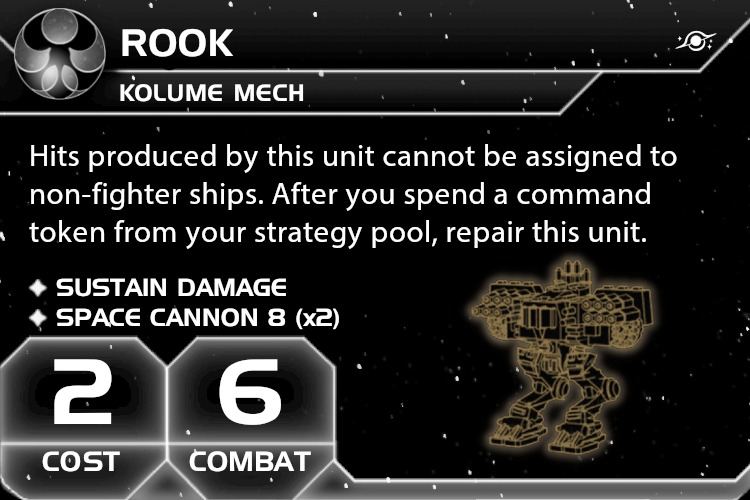 ROOK
KOLUME MECH
Hits produced by this unit cannot be assigned to
non-fighter ships. After you spend a command
token from your strategy pool, repair this unit.
SUSTAIN DAMAGE
SPACE CANNON 8 (x2)
2
COST
6
COMBAT